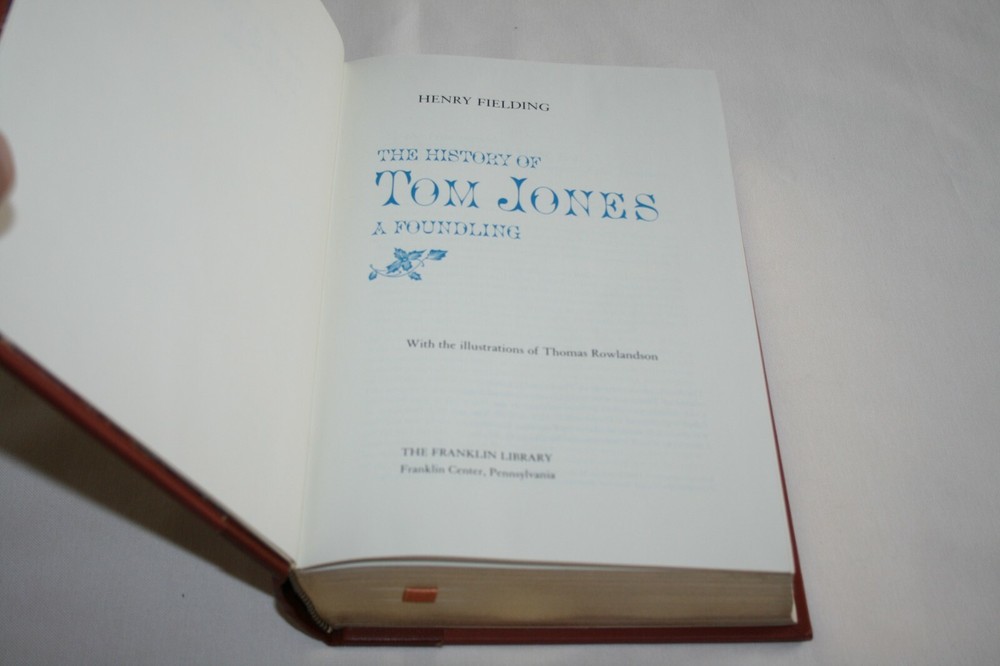 HENRY FIELDING
THE HISTORY OF
TOM JONES
A FOUNDLING
With the illustrations of Thomas Rowlandson
THE FRANKLIN LIBRARY
Franklin Center, Pennsylvania